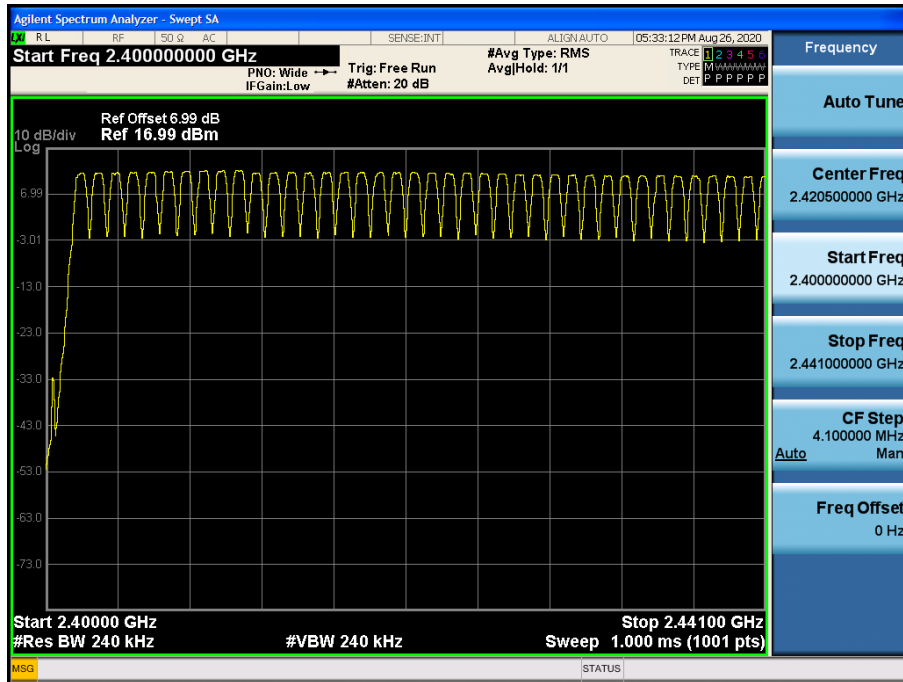 Agilent Spectrum Analyzer - Swept SA
LXI RL RF 50 Ω AC SENSE:INT ALIGN AUTO 05:33:12 PM Aug 26, 2020
Start Freq 2.400000000 GHz
PNO: Wide
IFGain:Low
Trig: Free Run
#Atten: 20 dB
#Avg Type: RMS
Avg|Hold: 1/1
TRACE 1 2 3 4 5 6
TYPE M WWWWW
DET P P P P P P
Ref Offset 6.99 dB
10 dB/div Ref 16.99 dBm
Log
6.99
-3.01
-13.0
-23.0
-33.0
-43.0
-53.0
-63.0
-73.0
Start 2.40000 GHz Stop 2.44100 GHz
#Res BW 240 kHz #VBW 240 kHz Sweep 1.000 ms (1001 pts)
MSG STATUS
Frequency
Auto Tune
Center Freq
2.420500000 GHz
Start Freq
2.400000000 GHz
Stop Freq
2.441000000 GHz
CF Step
4.100000 MHz
Auto Man
Freq Offset
0 Hz